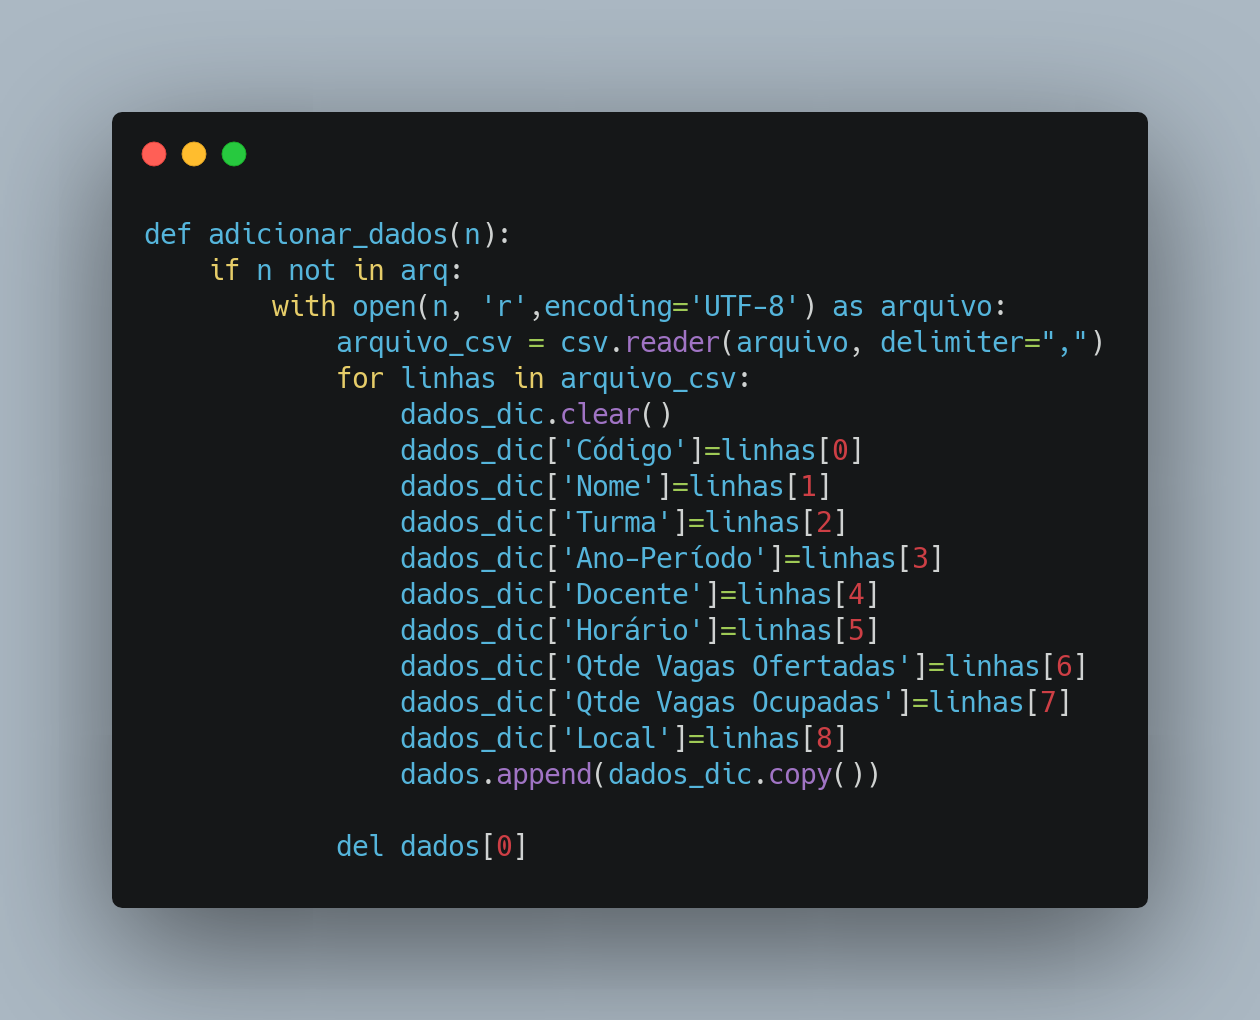 def adicionar_dados(n):
    if n not in arq:
        with open(n, 'r',encoding='UTF-8') as arquivo:
            arquivo_csv = csv.reader(arquivo, delimiter=",")
            for linhas in arquivo_csv:
                dados_dic.clear()
                dados_dic['Código']=linhas[0]
                dados_dic['Nome']=linhas[1]
                dados_dic['Turma']=linhas[2]
                dados_dic['Ano-Período']=linhas[3]
                dados_dic['Docente']=linhas[4]
                dados_dic['Horário']=linhas[5]
                dados_dic['Qtde Vagas Ofertadas']=linhas[6]
                dados_dic['Qtde Vagas Ocupadas']=linhas[7]
                dados_dic['Local']=linhas[8]
                dados.append(dados_dic.copy())

            del dados[0]